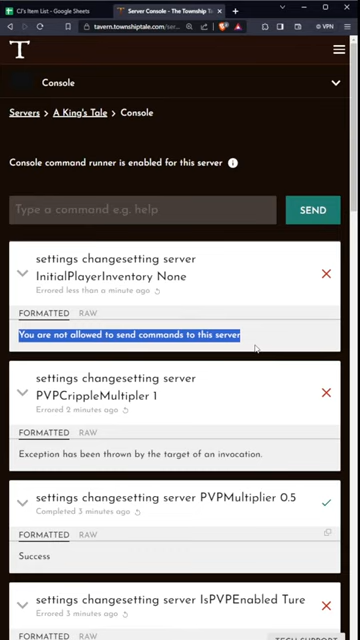 CJ's Item List - Google Sheets
Server Console - The Township T
tavern.townshiptale.com/ser
VPN
T
Console
Servers > A King's Tale > Console
Console command runner is enabled for this server
Type a command e.g. help
SEND
settings changesetting server
InitialPlayerInventory None
Errored less than a minute ago
FORMATTED RAW
You are not allowed to send commands to this server
settings changesetting server
PVPCrippleMultipler 1
Errored 2 minutes ago
FORMATTED RAW
Exception has been thrown by the target of an invocation.
settings changesetting server PVPMultiplier 0.5
Completed 3 minutes ago
FORMATTED RAW
Success
settings changesetting server IsPVPEnabled Ture
Errored 3 minutes ago
FORMATTED RAW
TECH SUPPORT